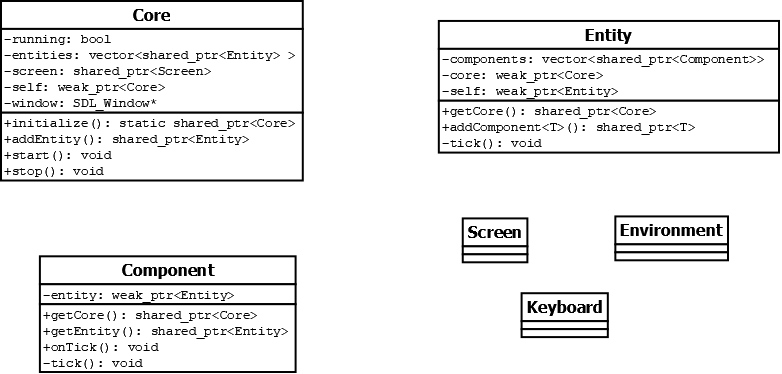 Core
-running: bool
-entities: vector<shared_ptr<Entity> >
-screen: shared_ptr<Screen>
-self: weak_ptr<Core>
-window: SDL_Window*
+initialize(): static shared_ptr<Core>
+addEntity(): shared_ptr<Entity>
+start(): void
+stop(): void
Entity
-components: vector<shared_ptr<Component>>
-core: weak_ptr<Core>
-self: weak_ptr<Entity>
+getCore(): shared_ptr<Core>
+addComponent<T>(): shared_ptr<T>
-tick(): void
Screen
Environment
Component
-entity: weak_ptr<Entity>
+getCore(): shared_ptr<Core>
+getEntity(): shared_ptr<Entity>
+onTick(): void
-tick(): void
Keyboard